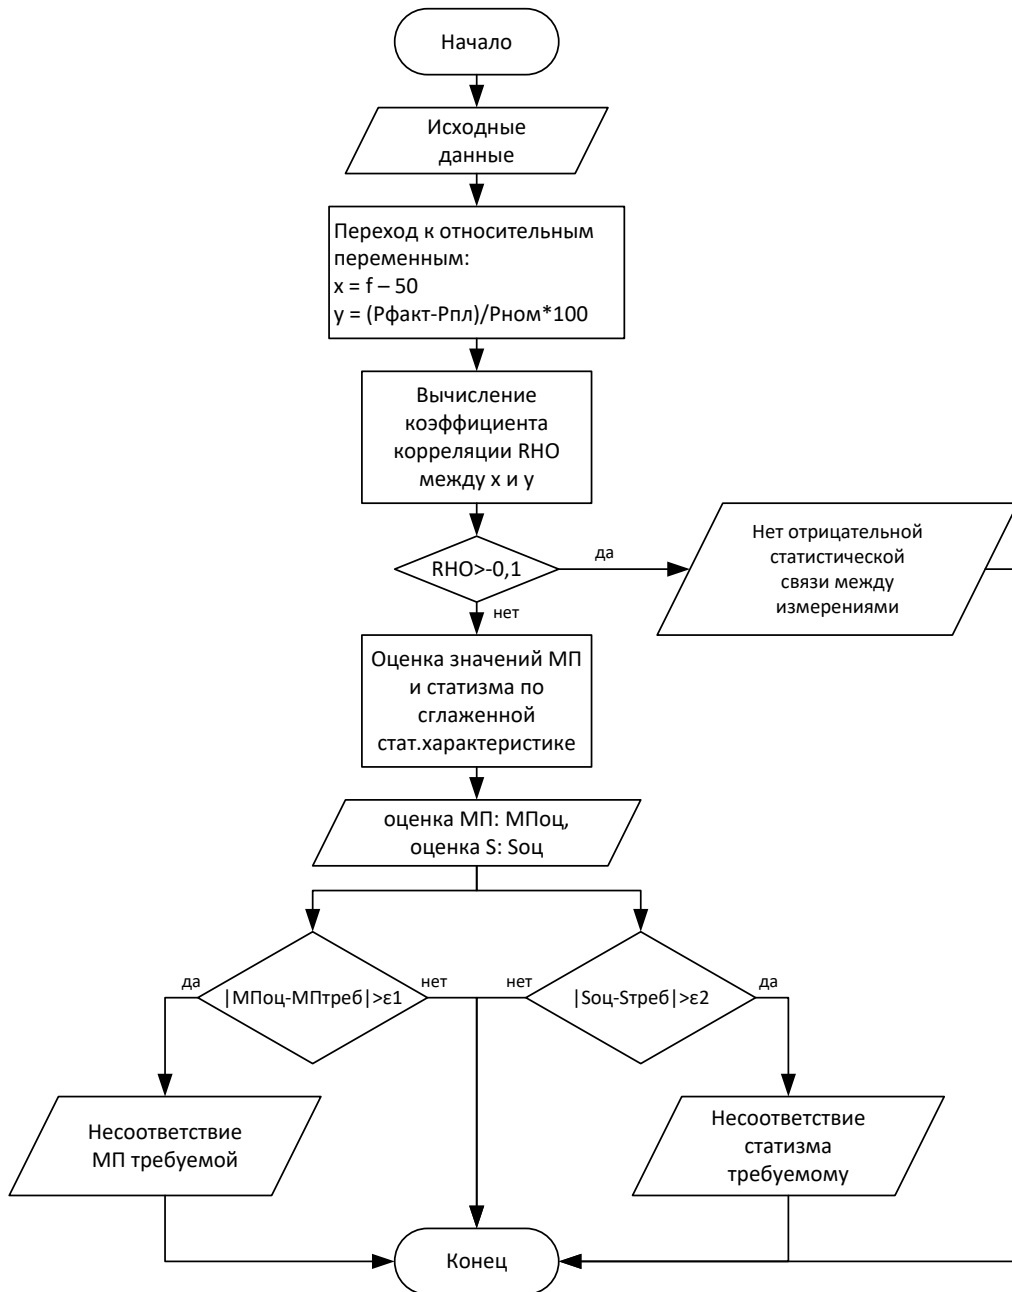 Начало
Исходные
данные
Переход к относительным
переменным:
x = f – 50
y = (Рфакт-Рпл)/Рном*100
Вычисление
коэффициента
корреляции RHO
между x и y
RHO>-0,1
да
Нет отрицательной
статистической
связи между
измерениями
нет
Оценка значений МП
и статизма по
сглаженной
стат.характеристике
оценка МП: МПоц,
оценка S: Sоц
да
|МПоц-МПтреб|>ε1
нет
нет
|Sоц-Sтреб|>ε2
да
Несоответствие
МП требуемой
Несоответствие
статизма
требуемому
Конец